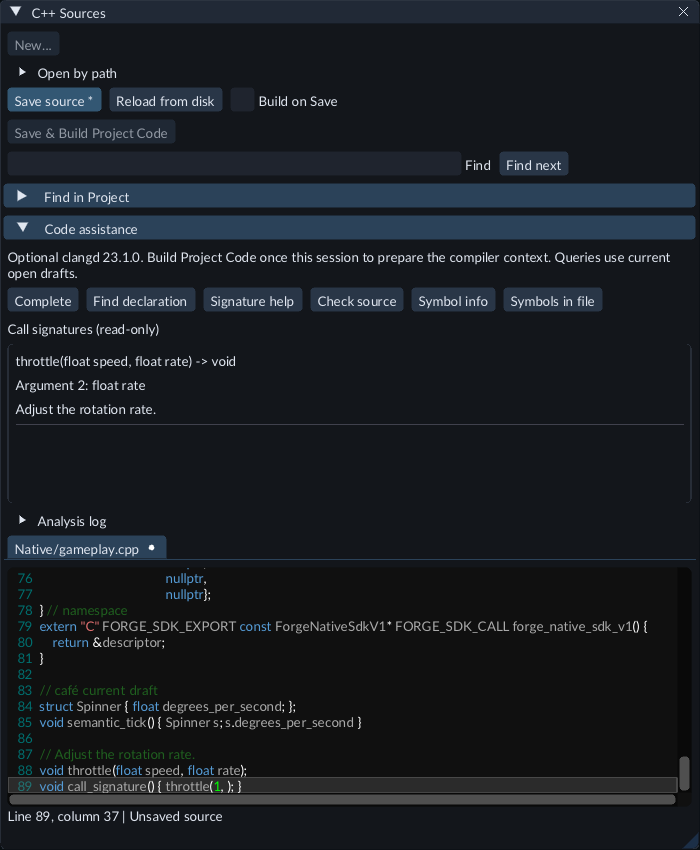 C++ Sources
New...
Open by path
Save source * Reload from disk Build on Save
Save & Build Project Code
Find Find next
Find in Project
Code assistance
Optional clangd 23.1.0. Build Project Code once this session to prepare the compiler context. Queries use current
open drafts.
Complete Find declaration Signature help Check source Symbol info Symbols in file
Call signatures (read-only)
throttle(float speed, float rate) -> void
Argument 2: float rate
Adjust the rotation rate.
Analysis log
Native/gameplay.cpp
76 nullptr,
77 nullptr};
78 } // namespace
79 extern "C" FORGE_SDK_EXPORT const ForgeNativeSdkV1* FORGE_SDK_CALL forge_native_sdk_v1() {
80 return &descriptor;
81 }
82
83 // café current draft
84 struct Spinner { float degrees_per_second; };
85 void semantic_tick() { Spinner s; s.degrees_per_second }
86
87 // Adjust the rotation rate.
88 void throttle(float speed, float rate);
89 void call_signature() { throttle(1, ); }
Line 89, column 37 | Unsaved source